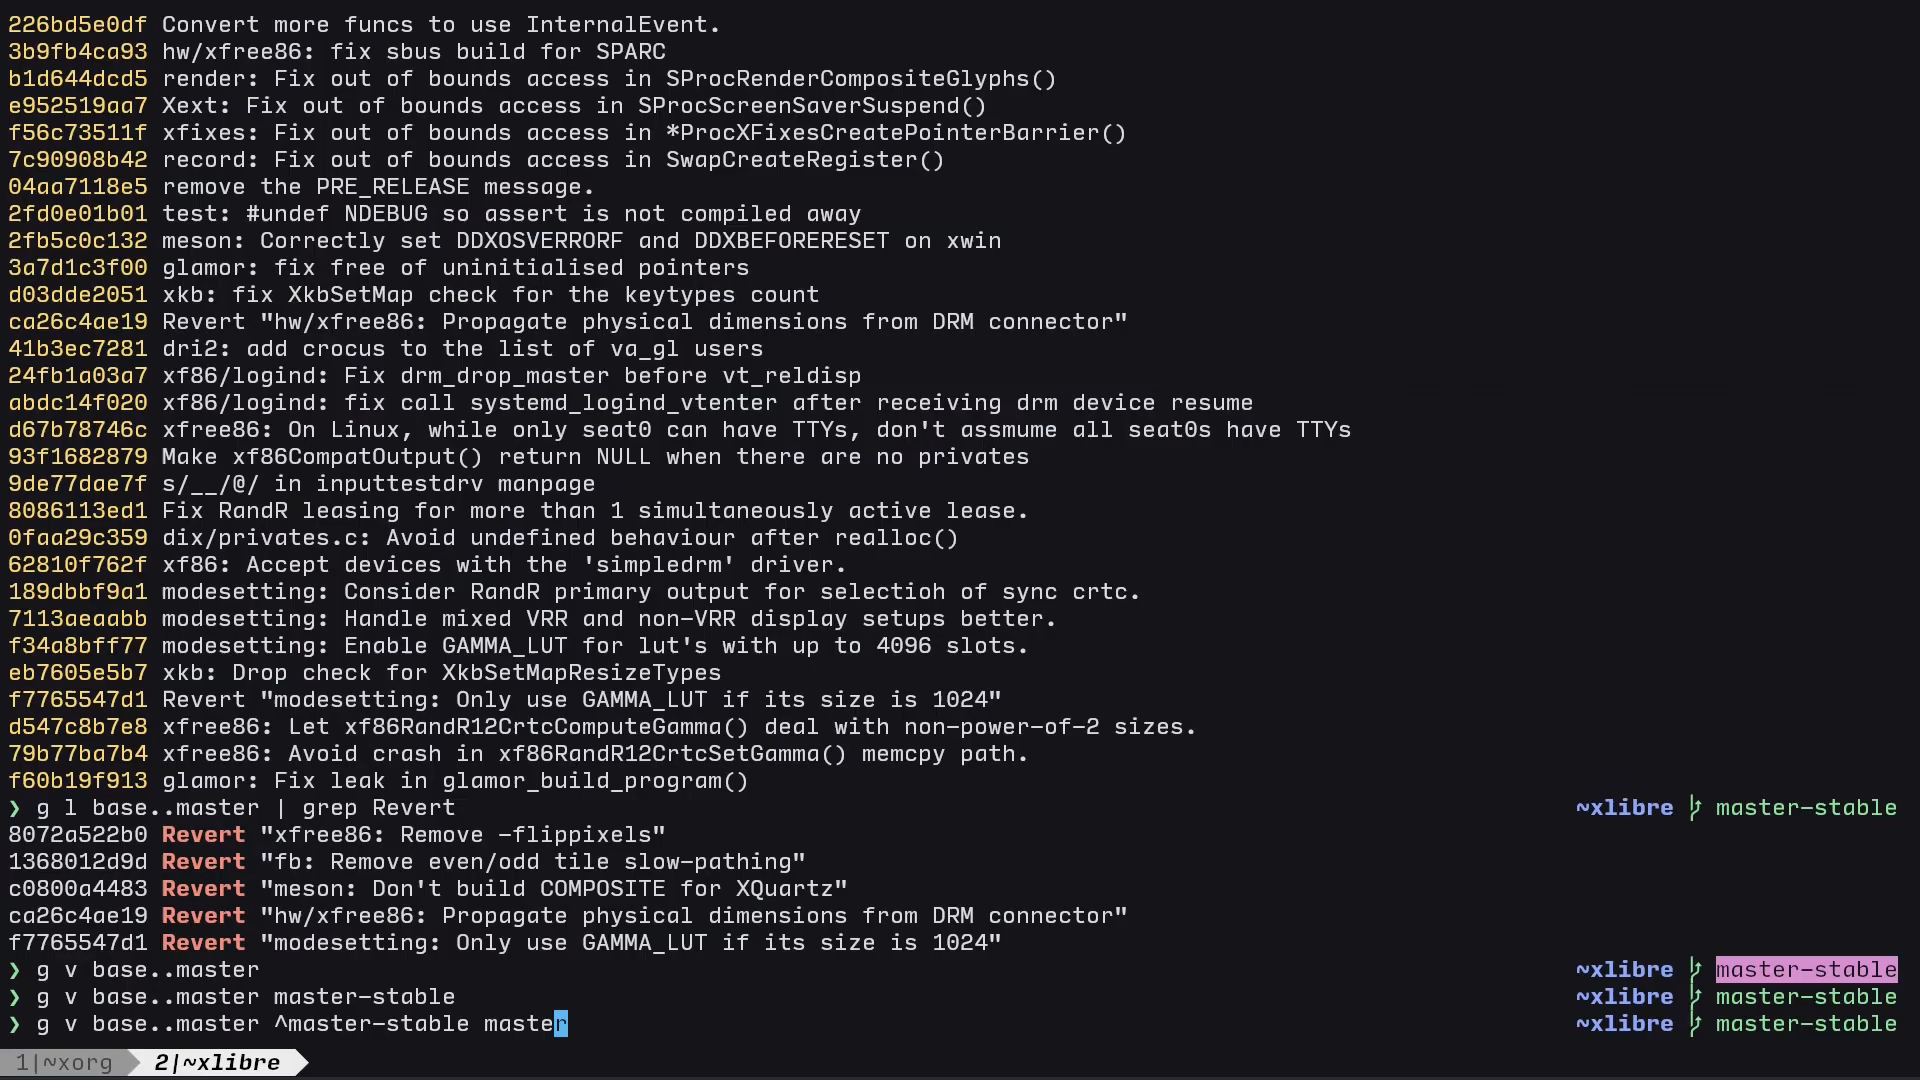 226bd5e0df Convert more funcs to use InternalEvent.
3b9fb4ca93 hw/xfree86: fix sbus build for SPARC
b1d644dcd5 render: Fix out of bounds access in SProcRenderCompositeGlyphs()
e952519aa7 Xext: Fix out of bounds access in SProcScreenSaverSuspend()
f56c73511f xfixes: Fix out of bounds access in *ProcXFixesCreatePointerBarrier()
7c90908b42 record: Fix out of bounds access in SwapCreateRegister()
04aa7118e5 remove the PRE_RELEASE message.
2fd0e01b01 test: #undef NDEBUG so assert is not compiled away
2fb5c0c132 meson: Correctly set DDXOSVERRORF and DDXBEFORERESET on xwin
3a7d1c3f00 glamor: fix free of uninitialised pointers
d03dde2051 xkb: fix XkbSetMap check for the keytypes count
ca26c4ae19 Revert "hw/xfree86: Propagate physical dimensions from DRM connector"
41b3ec7281 dri2: add crocus to the list of va_gl users
24fb1a03a7 xf86/logind: Fix drm_drop_master before vt_reldisp
abdc14f020 xf86/logind: fix call systemd_logind_vtenter after receiving drm device resume
d67b78746c xfree86: On Linux, while only seat0 can have TTYs, don't assmume all seat0s have TTYs
93f1682879 Make xf86CompatOutput() return NULL when there are no privates
9de77dae7f s/__/@/ in inputtestdrv manpage
8086113ed1 Fix RandR leasing for more than 1 simultaneously active lease.
0faa29c359 dix/privates.c: Avoid undefined behaviour after realloc()
62810f762f xf86: Accept devices with the 'simpledrm' driver.
189dbbf9a1 modesetting: Consider RandR primary output for selectioh of sync crtc.
7113aeaabb modesetting: Handle mixed VRR and non-VRR display setups better.
f34a8bff77 modesetting: Enable GAMMA_LUT for lut's with up to 4096 slots.
eb7605e5b7 xkb: Drop check for XkbSetMapResizeTypes
f7765547d1 Revert "modesetting: Only use GAMMA_LUT if its size is 1024"
d547c8b7e8 xfree86: Let xf86RandR12CrtcComputeGamma() deal with non-power-of-2 sizes.
79b77ba7b4 xfree86: Avoid crash in xf86RandR12CrtcSetGamma() memcpy path.
f60b19f913 glamor: Fix leak in glamor_build_program()
❯ g l base..master | grep Revert ~xlibre master-stable
8072a522b0 Revert "xfree86: Remove -flippixels"
1368012d9d Revert "fb: Remove even/odd tile slow-pathing"
c0800a4483 Revert "meson: Don't build COMPOSITE for XQuartz"
ca26c4ae19 Revert "hw/xfree86: Propagate physical dimensions from DRM connector"
f7765547d1 Revert "modesetting: Only use GAMMA_LUT if its size is 1024"
❯ g v base..master ~xlibre master-stable
❯ g v base..master master-stable ~xlibre master-stable
❯ g v base..master ^master-stable master ~xlibre master-stable
1|~xorg 2|~xlibre